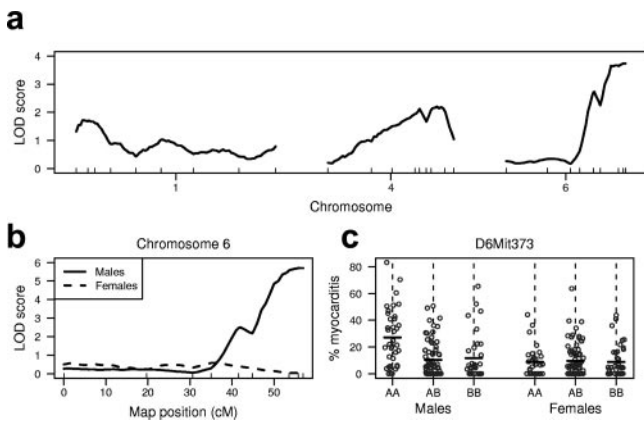 a
LOD score
4
3
2
1
0
1
4
6
Chromosome
b
Chromosome 6
LOD score
6
5
4
3
2
1
0
Males
Females
0
10
20
30
40
50
Map position (cM)
c
D6Mit373
% myocarditis
80
60
40
20
0
AA
AB
BB
AA
AB
BB
Males
Females